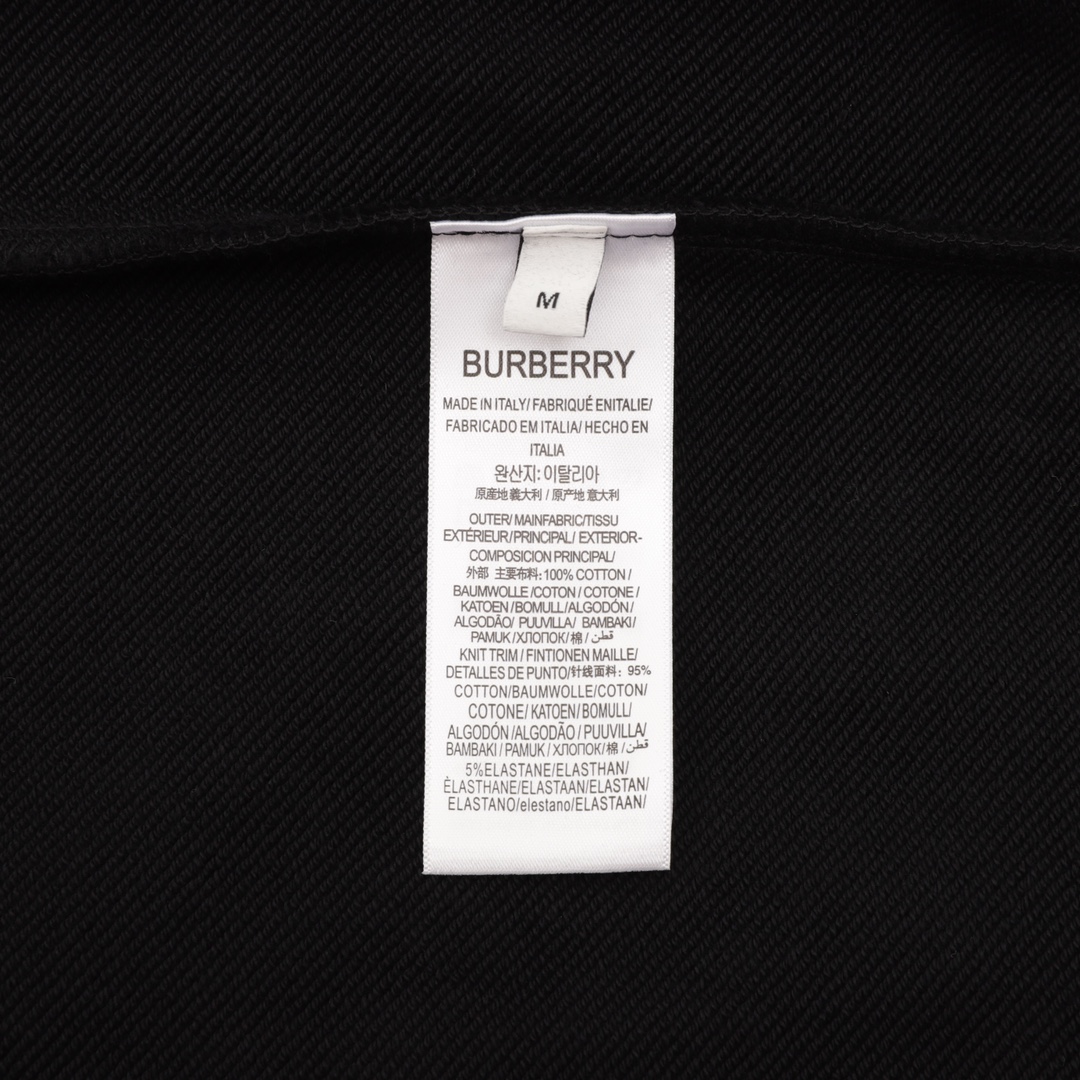 M
BURBERRY
MADE IN ITALY/ FABRIQUÉ ENITALIE/
FABRICADO EM ITALIA/ HECHO EN
ITALIA
완산지: 이탈리아
原産地義大利 / 原产地 意大利
OUTER/ MAINFABRIC/TISSU
EXTÉRIEUR/PRINCIPAL/ EXTERIOR-
COMPOSICION PRINCIPAL/
外部 主要布料: 100% COTTON /
BAUMWOLLE /COTON / COTONE /
KATOEN /BOMULL/ALGODÓN/
ALGODÃO/ PUUVILLA/ BAMBAKI/
PAMUK /ХЛОПОК/ 棉 / قطن
KNIT TRIM / FINTIONEN MAILLE/
DETALLES DE PUNTO/针线面料: 95%
COTTON/BAUMWOLLE/COTON/
COTONE/ KATOEN/ BOMULL/
ALGODÓN /ALGODÃO / PUUVILLA/
BAMBAKI / PAMUK / ХЛОПОК/棉 /قطن
5%ELASTANE/ELASTHAN/
ÈLASTHANE/ELASTAAN/ELASTAN/
ELASTANO/elestano/ELASTAAN/